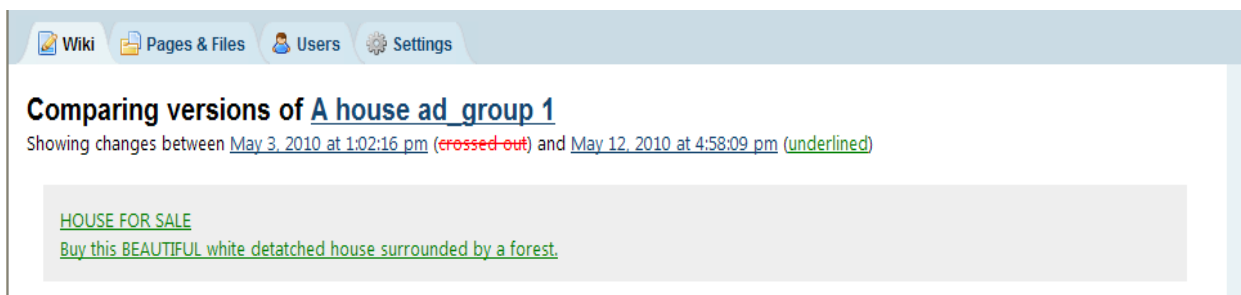 Wiki Pages & Files Users Settings
Comparing versions of A house ad_group 1
Showing changes between May 3, 2010 at 1:02:16 pm (crossed out) and May 12, 2010 at 4:58:09 pm (underlined)
HOUSE FOR SALE
Buy this BEAUTIFUL white detatched house surrounded by a forest.